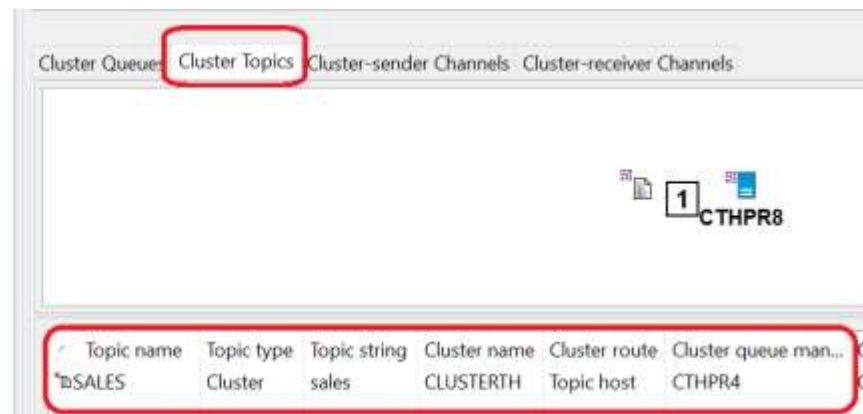 Cluster Queues Cluster Topics Cluster-sender Channels Cluster-receiver Channels
1
CTHPR8
Topic name Topic type Topic string Cluster name Cluster route Cluster queue man...
SALES Cluster sales CLUSTERTH Topic host CTHPR4